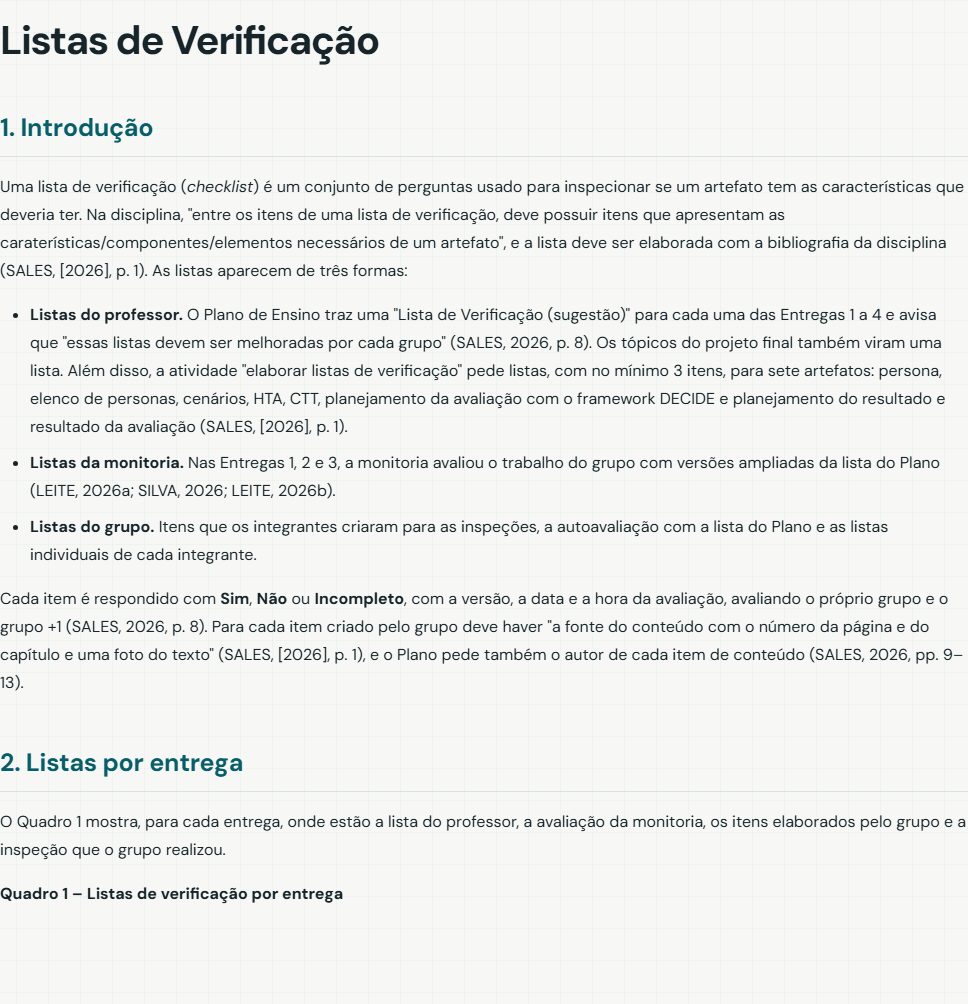 Listas de Verificação
1. Introdução
Uma lista de verificação (checklist) é um conjunto de perguntas usado para inspecionar se um artefato tem as características que
deveria ter. Na disciplina, "entre os itens de uma lista de verificação, deve possuir itens que apresentam as
caraterísticas/componentes/elementos necessários de um artefato", e a lista deve ser elaborada com a bibliografia da disciplina
(SALES, [2026], p. 1). As listas aparecem de três formas:
• Listas do professor. O Plano de Ensino traz uma "Lista de Verificação (sugestão)" para cada uma das Entregas 1 a 4 e avisa
que "essas listas devem ser melhoradas por cada grupo" (SALES, 2026, p. 8). Os tópicos do projeto final também viram uma
lista. Além disso, a atividade "elaborar listas de verificação" pede listas, com no mínimo 3 itens, para sete artefatos: persona,
elenco de personas, cenários, HTA, CTT, planejamento da avaliação com o framework DECIDE e planejamento do resultado e
resultado da avaliação (SALES, [2026], p. 1).
• Listas da monitoria. Nas Entregas 1, 2 e 3, a monitoria avaliou o trabalho do grupo com versões ampliadas da lista do Plano
(LEITE, 2026a; SILVA, 2026; LEITE, 2026b).
• Listas do grupo. Itens que os integrantes criaram para as inspeções, a autoavaliação com a lista do Plano e as listas
individuais de cada integrante.
Cada item é respondido com Sim, Não ou Incompleto, com a versão, a data e a hora da avaliação, avaliando o próprio grupo e o
grupo +1 (SALES, 2026, p. 8). Para cada item criado pelo grupo deve haver "a fonte do conteúdo com o número da página e do
capítulo e uma foto do texto" (SALES, [2026], p. 1), e o Plano pede também o autor de cada item de conteúdo (SALES, 2026, pp. 9–
13).
2. Listas por entrega
O Quadro 1 mostra, para cada entrega, onde estão a lista do professor, a avaliação da monitoria, os itens elaborados pelo grupo e a
inspeção que o grupo realizou.
Quadro 1 – Listas de verificação por entrega